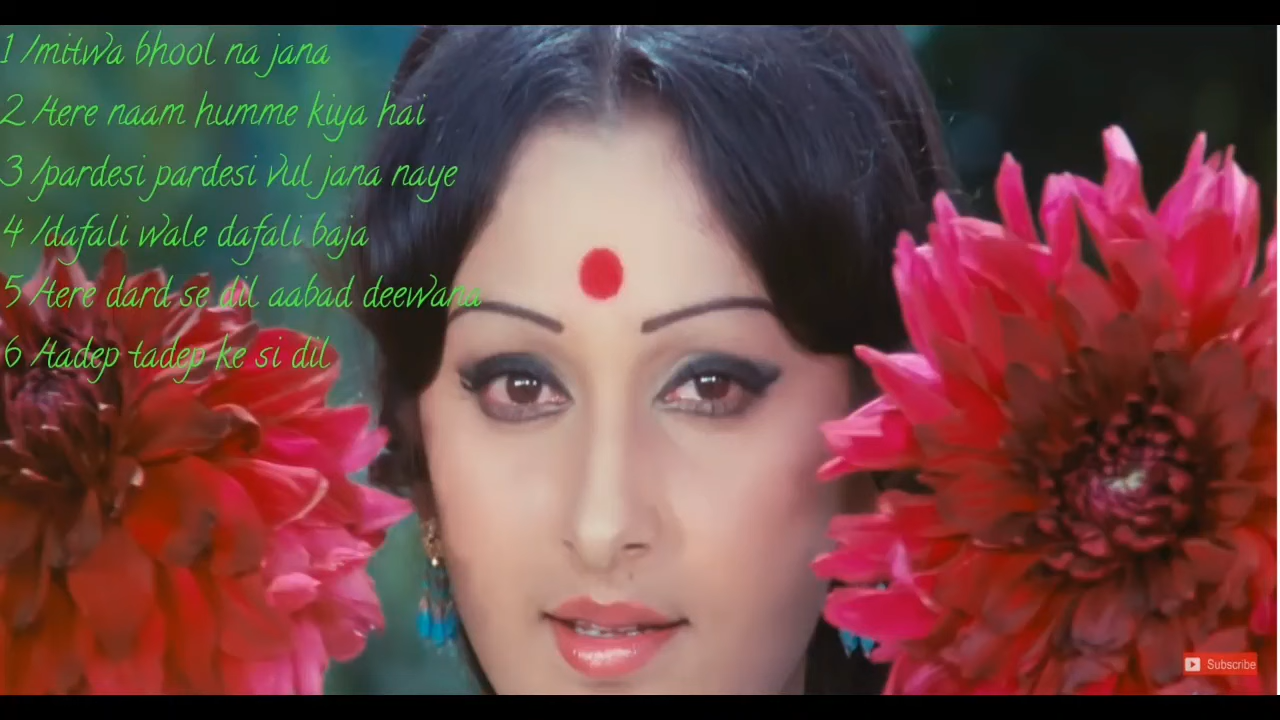 1 /mitwa bhool na jana
2 /tere naam humme kiya hai
3 /pardesi pardesi vul jana naye
4 /dafali wale dafali baja
5 /tere dard se dil aabad deewana
6 /tadep tadep ke si dil
Subscribe